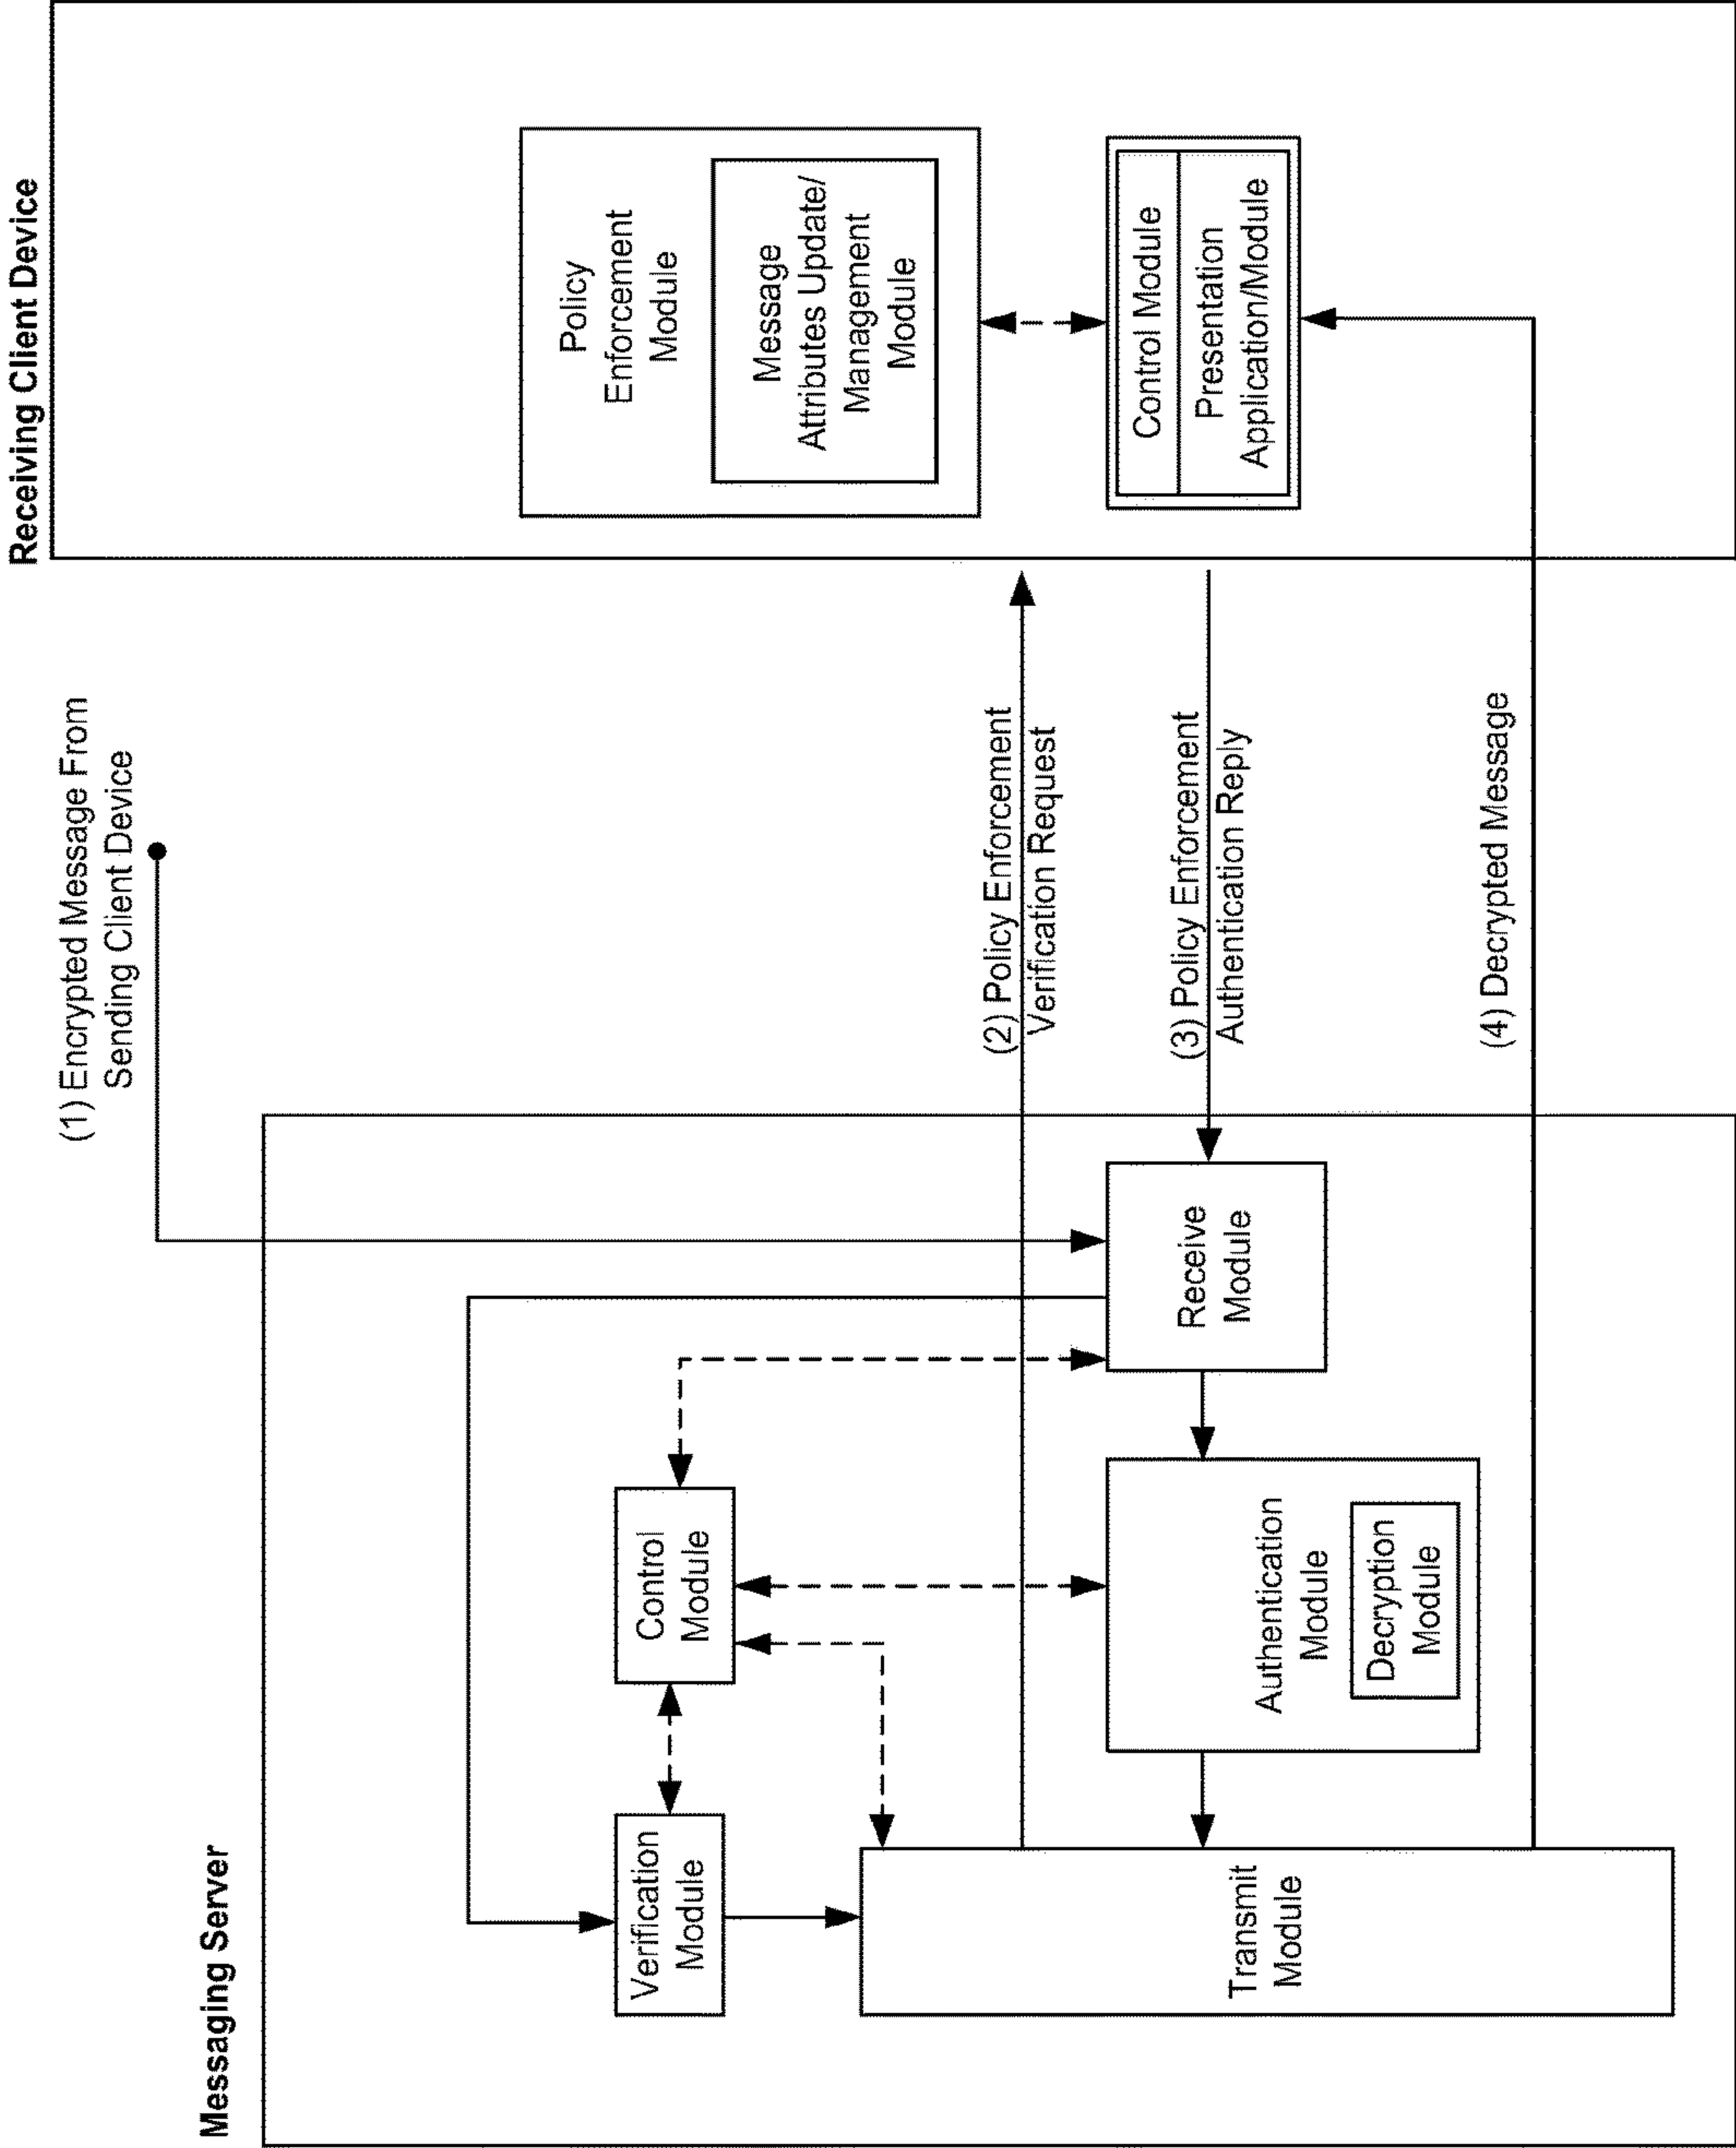 Receiving Client Device
Policy
Enforcement
Module
Message
Attributes Update/
Management
Module
Control Module
Presentation
Application/Module
(1) Encrypted Message From
Sending Client Device
(2) Policy Enforcement
Verification Request
(3) Policy Enforcement
Authentication Reply
(4) Decrypted Message
Messaging Server
Receive
Module
Control
Module
Authentication
Module
Decryption
Module
Verification
Module
Transmit
Module